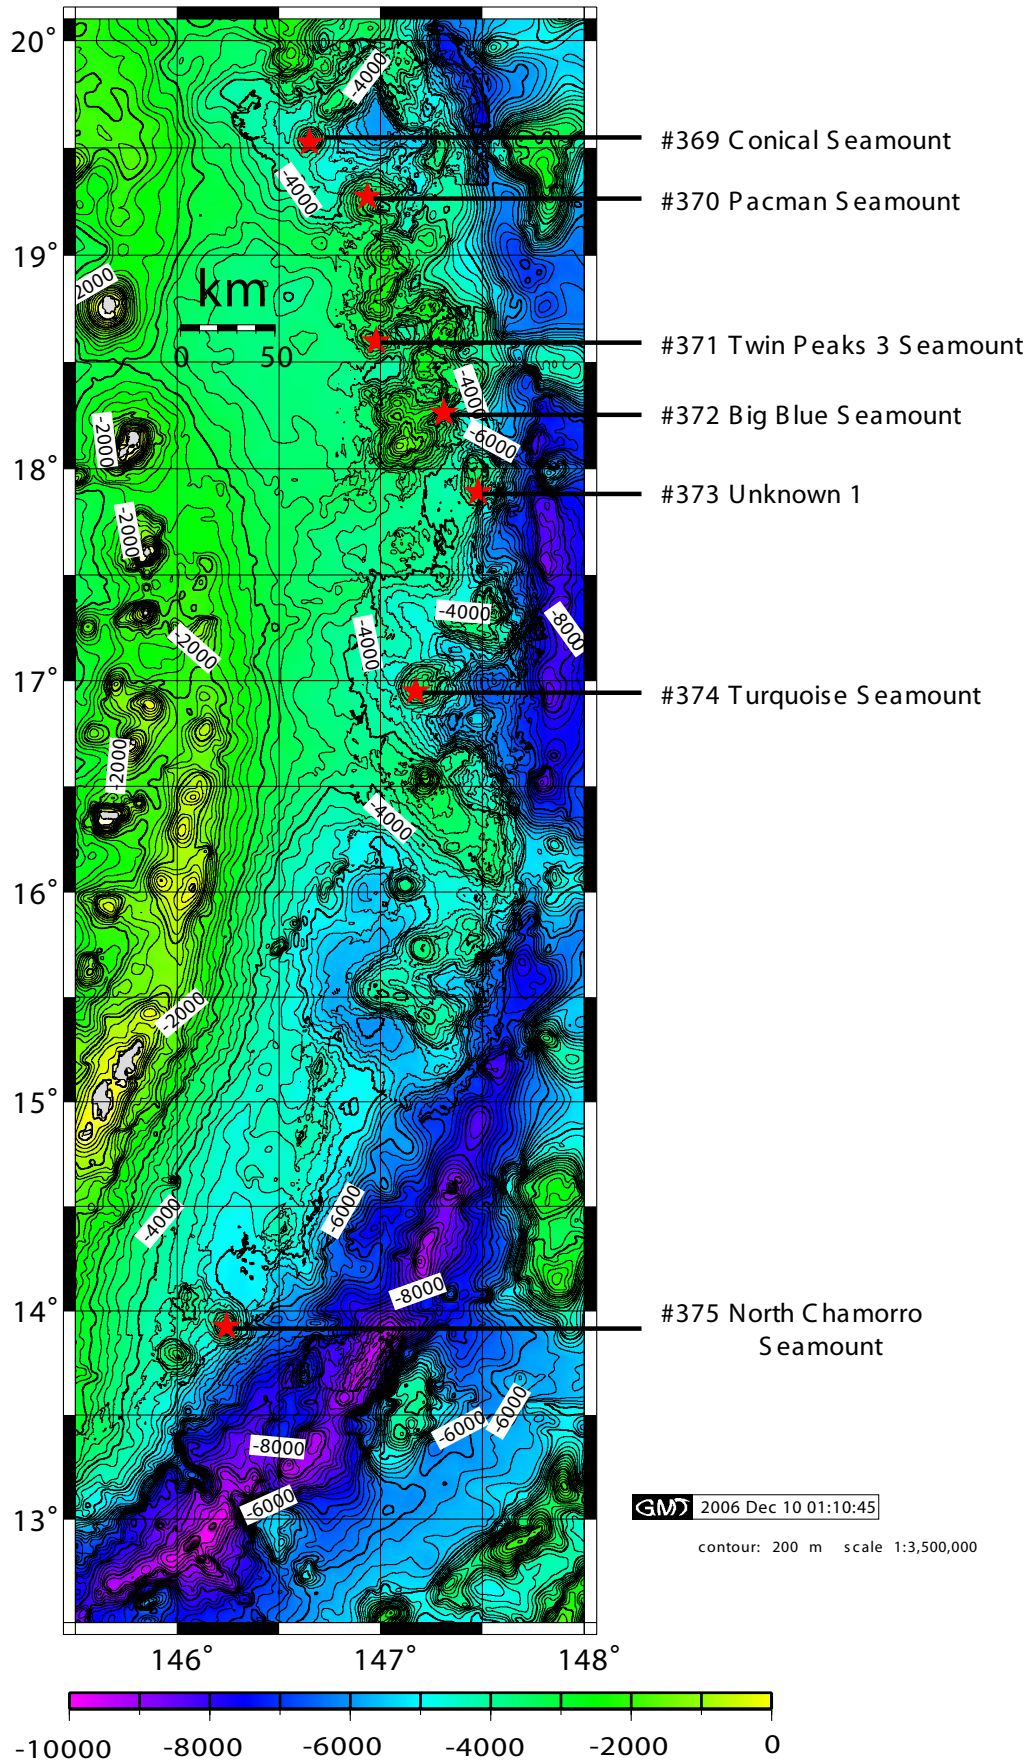 20°
-4000
#369 Conical Seamount
-4000
#370 Pacman Seamount
19°
2000
km
0 50
#371 Twin Peaks 3 Seamount
-400
#372 Big Blue Seamount
-2000
-6000
18°
#373 Unknown 1
-2000
-4000
-8000
-2000
-4000
17°
#374 Turquoise Seamount
-2000
-4000
16°
-2000
15°
-6000
-4000
-8000
14°
#375 North Chamorro
Seamount
-6000
-6000
-8000
-6000
13°
GMT 2006 Dec 10 01:10:45
contour: 200 m scale 1:3,500,000
146° 147° 148°
-10000 -8000 -6000 -4000 -2000 0